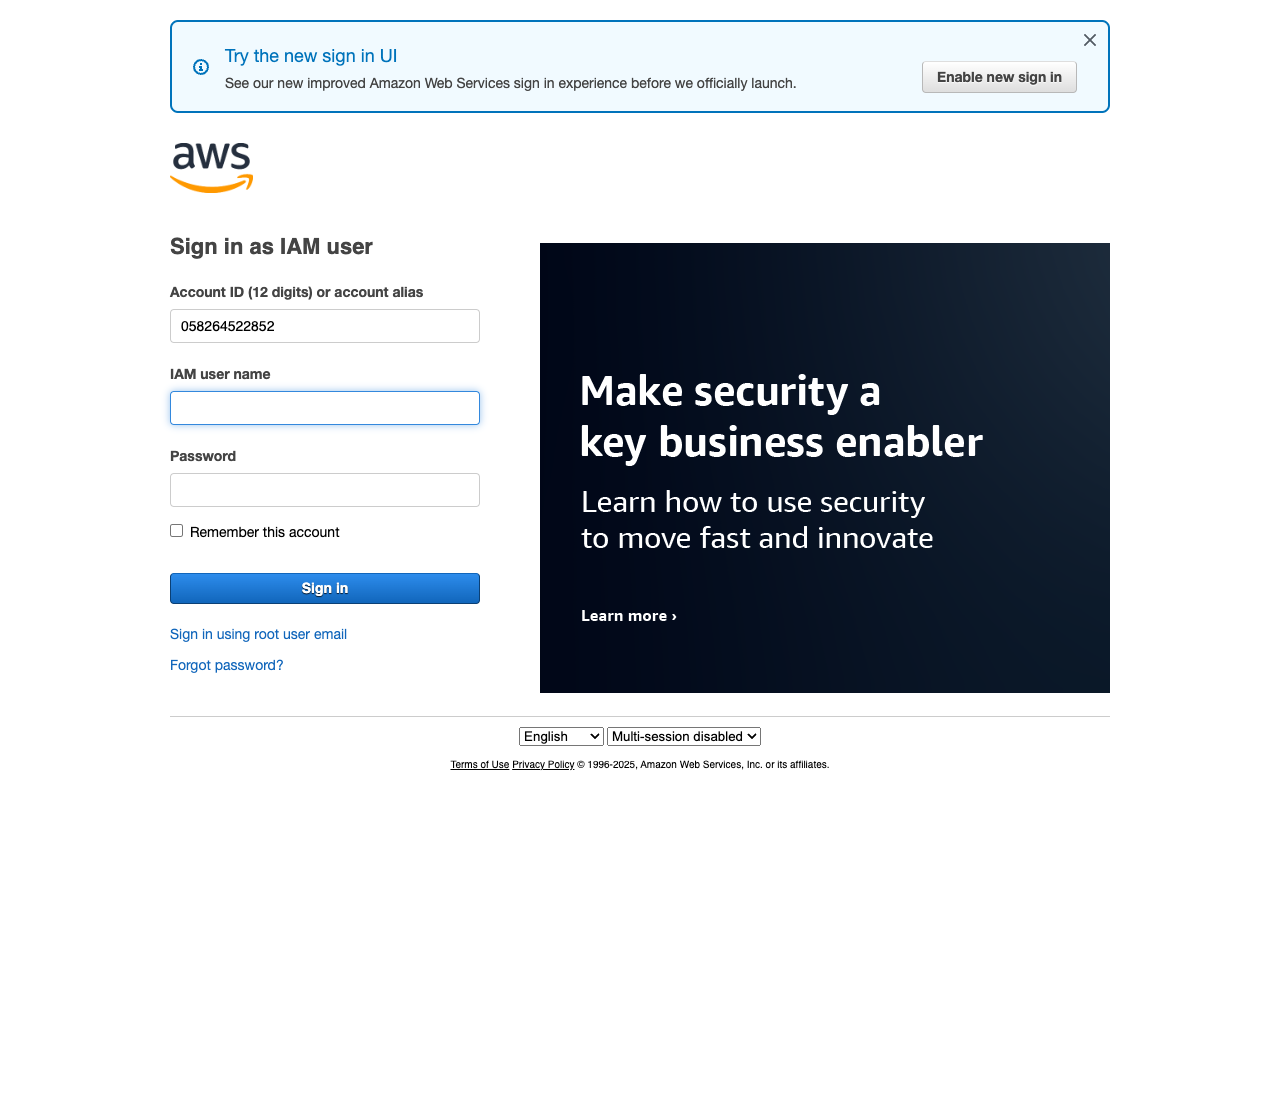 Try the new sign in UI
See our new improved Amazon Web Services sign in experience before we officially launch.
Enable new sign in
aws
Sign in as IAM user
Account ID (12 digits) or account alias
058264522852
IAM user name
Password
Remember this account
Sign in
Sign in using root user email
Forgot password?
Make security a
key business enabler
Learn how to use security
to move fast and innovate
Learn more ›
English
Multi-session disabled
Terms of Use Privacy Policy © 1996-2025, Amazon Web Services, Inc. or its affiliates.